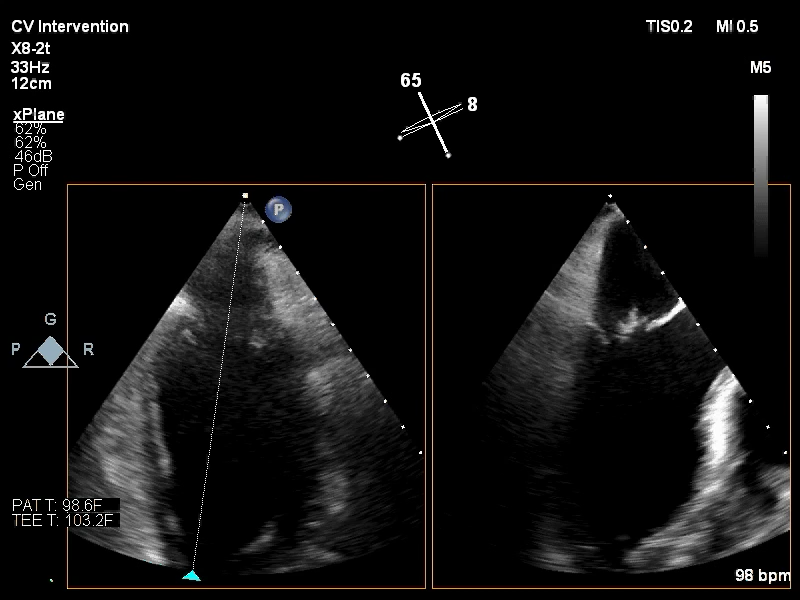 CV Intervention
X8-2t
33Hz
12cm
xPlane
62%
62%
46dB
P Off
Gen
TIS0.2 MI 0.5
M5
65
8
P
G
P R
PAT T: 98.6F
TEE T: 103.2F
98 bpm